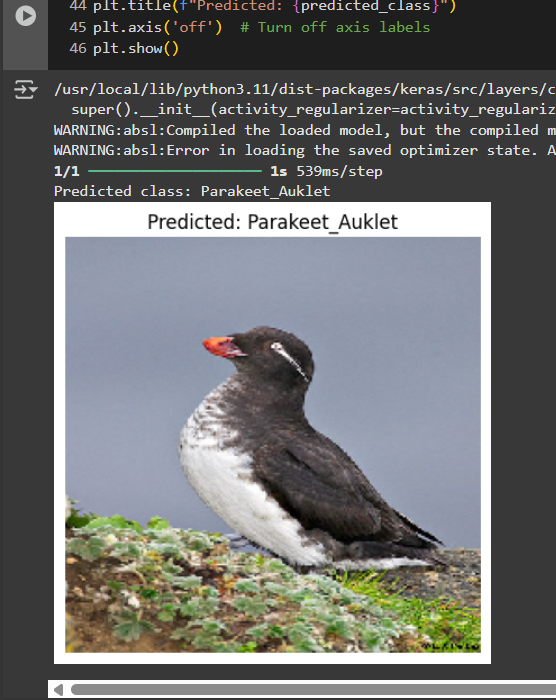 44 plt.title(f"Predicted: {predicted_class}")
45 plt.axis('off')  # Turn off axis labels
46 plt.show()
/usr/local/lib/python3.11/dist-packages/keras/src/layers/c
super().__init__(activity_regularizer=activity_regulariz
WARNING:absl:Compiled the loaded model, but the compiled m
WARNING:absl:Error in loading the saved optimizer state. A
1/1 ━━━━━━━━━━━━━━━━━━━━ 1s 539ms/step
Predicted class: Parakeet_Auklet
Predicted: Parakeet_Auklet